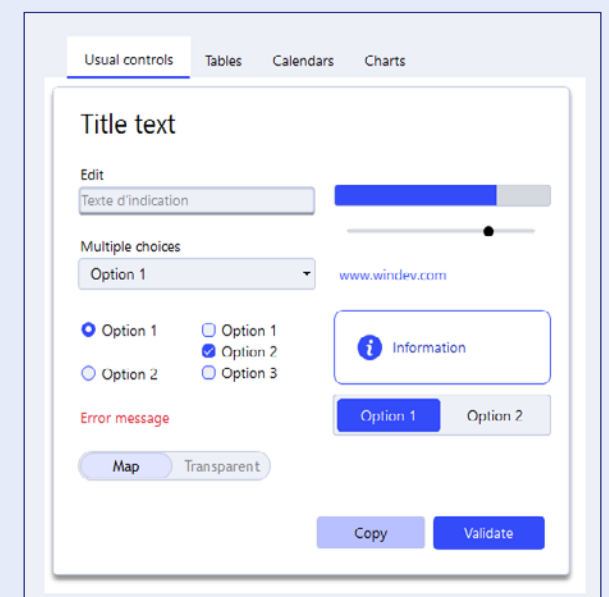 Usual controls Tables Calendars Charts
Title text
Edit
Texte d'indication
Multiple choices
Option 1
www.windev.com
Option 1
Option 2
Option 1
Option 2
Option 3
Information
Error message
Option 1 Option 2
Map Transparent
Copy Validate